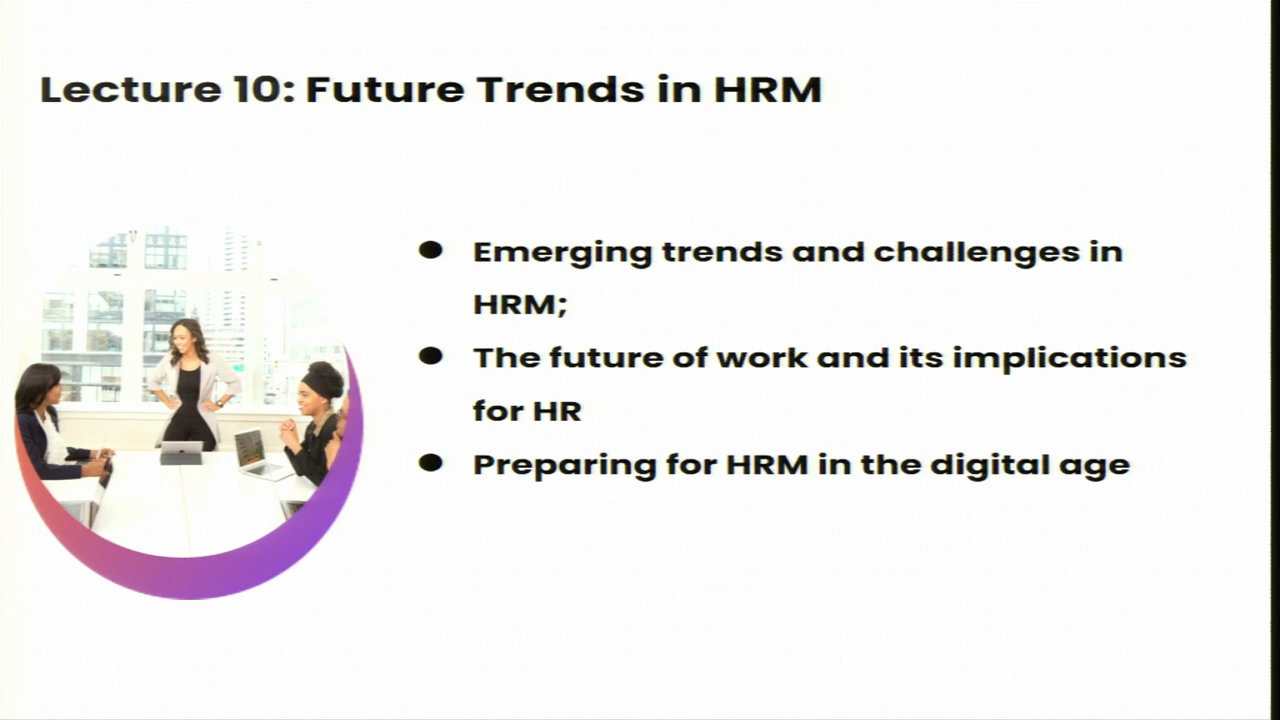 Lecture 10: Future Trends in HRM
● Emerging trends and challenges in
HRM;
● The future of work and its implications
for HR
● Preparing for HRM in the digital age